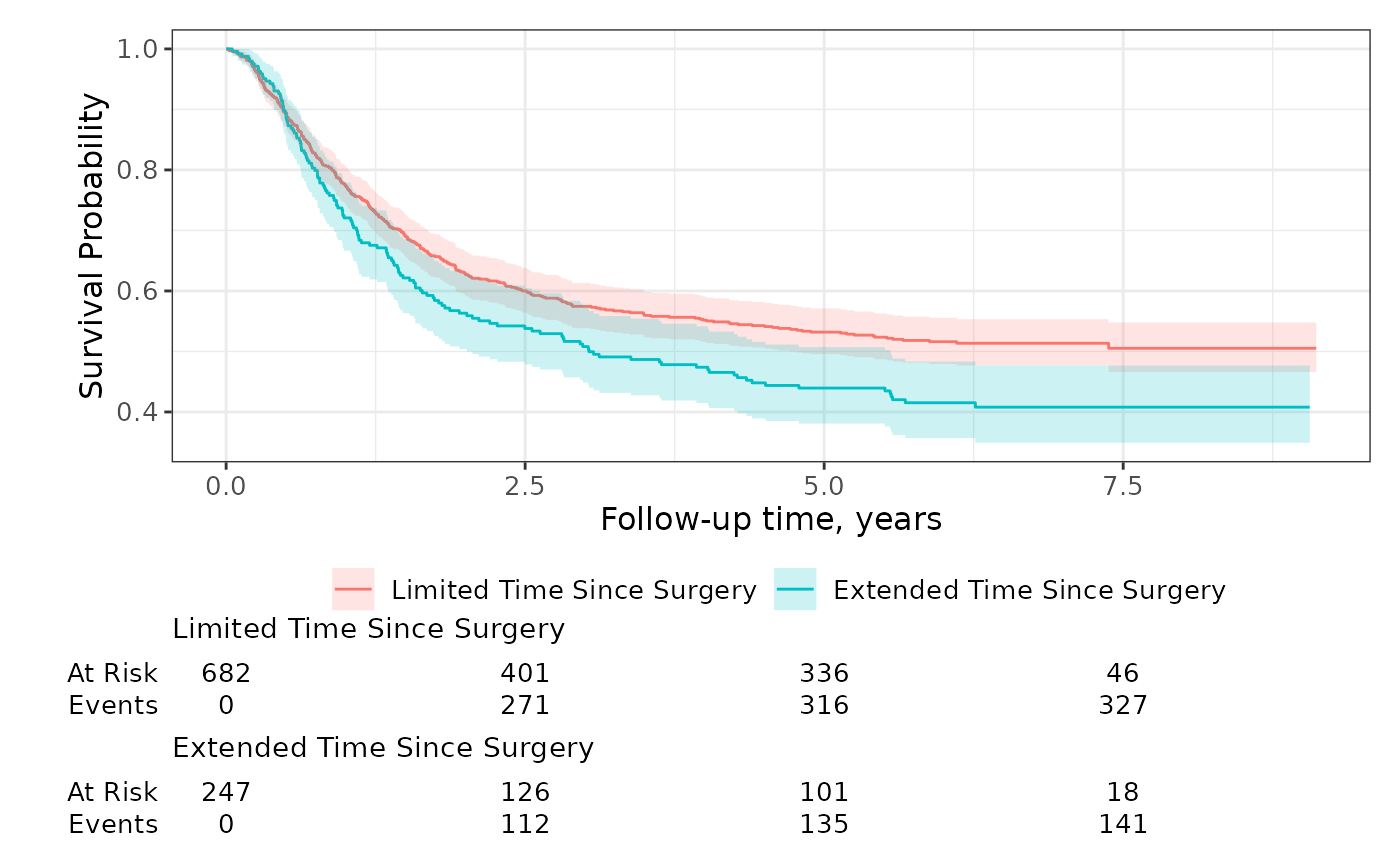 Survival Probability
1.0
0.8
0.6
0.4
0.0 2.5 5.0 7.5
Follow-up time, years
Limited Time Since Surgery Extended Time Since Surgery
Limited Time Since Surgery
At Risk 682 401 336 46
Events 0 271 316 327
Extended Time Since Surgery
At Risk 247 126 101 18
Events 0 112 135 141